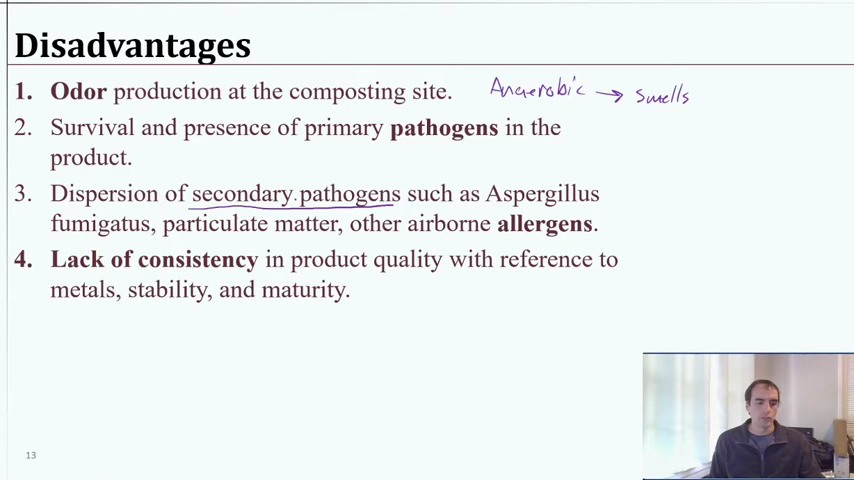 Disadvantages
1. Odor production at the composting site. Anaerobic → smells
2. Survival and presence of primary pathogens in the
product.
3. Dispersion of secondary pathogens such as Aspergillus
fumigatus, particulate matter, other airborne allergens.
4. Lack of consistency in product quality with reference to
metals, stability, and maturity.
13